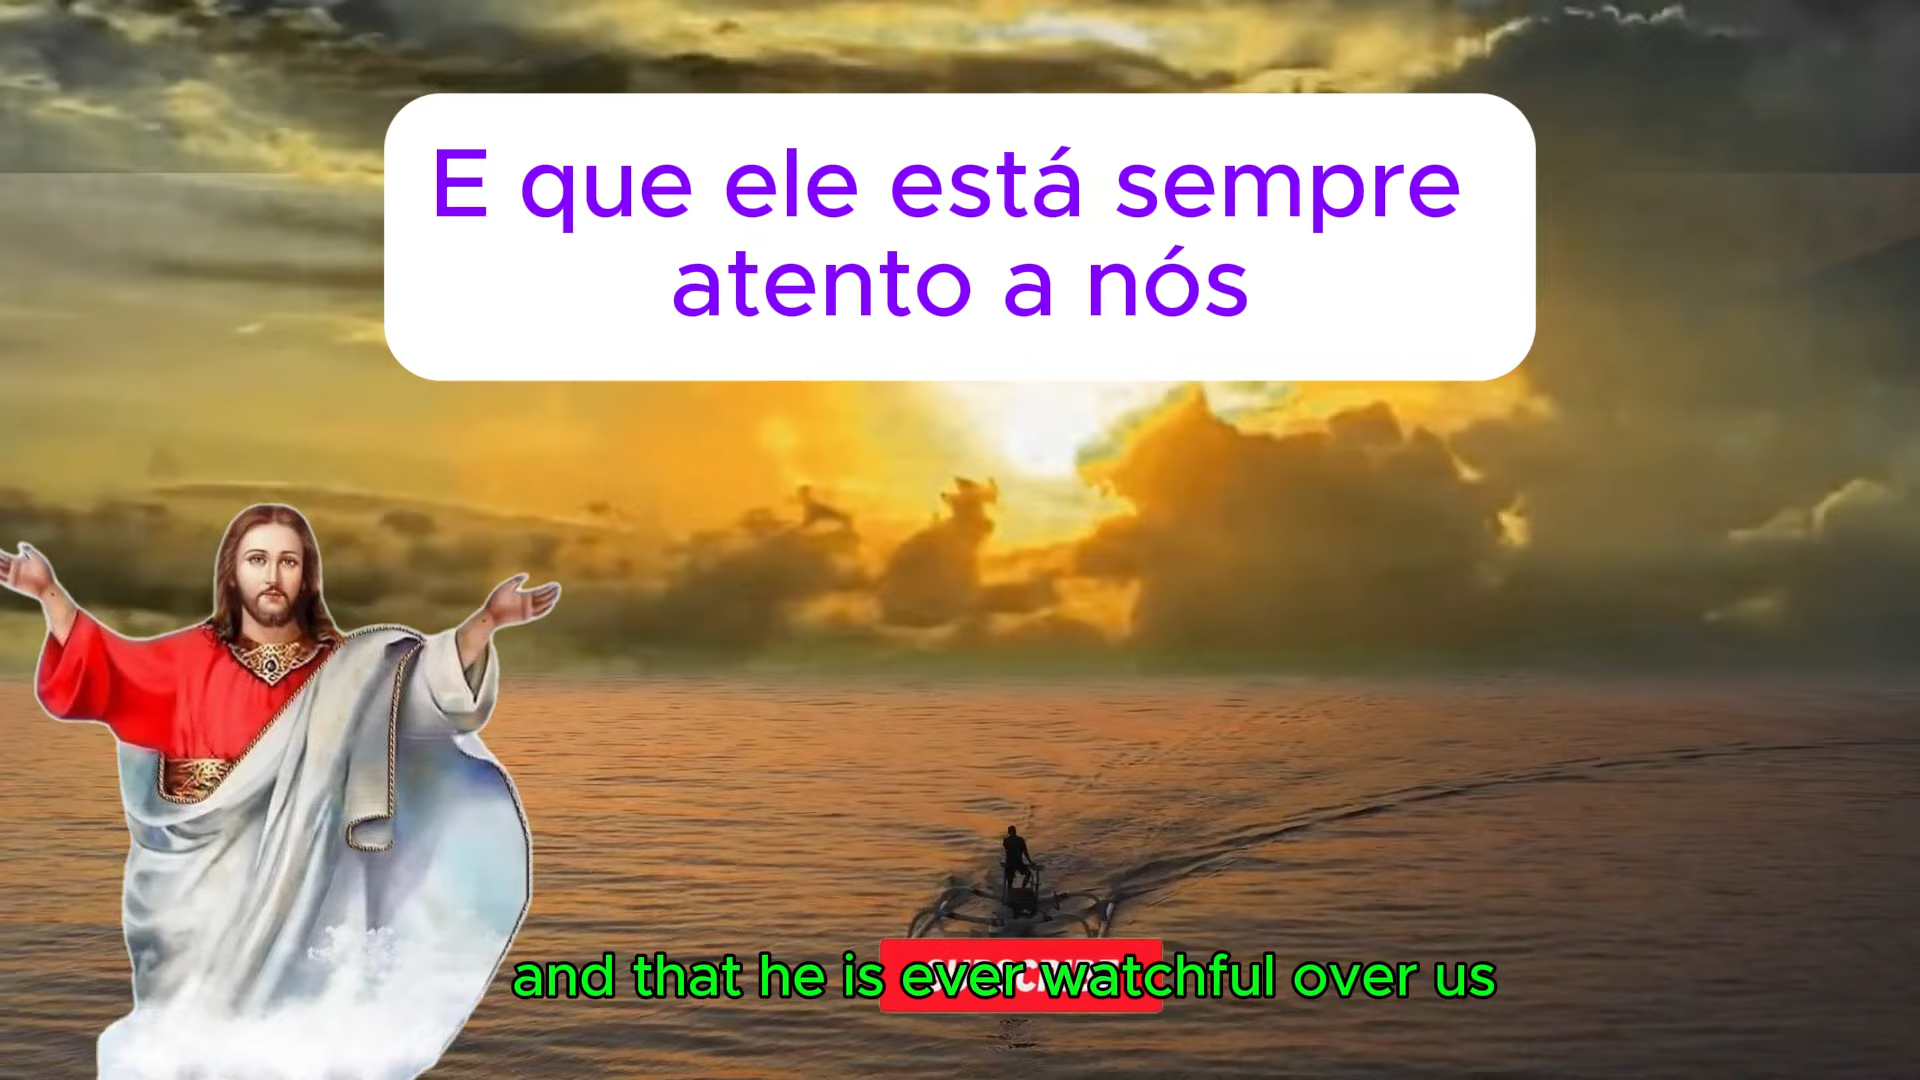 E que ele está sempre
atento a nós
and that he is ever watchful over us